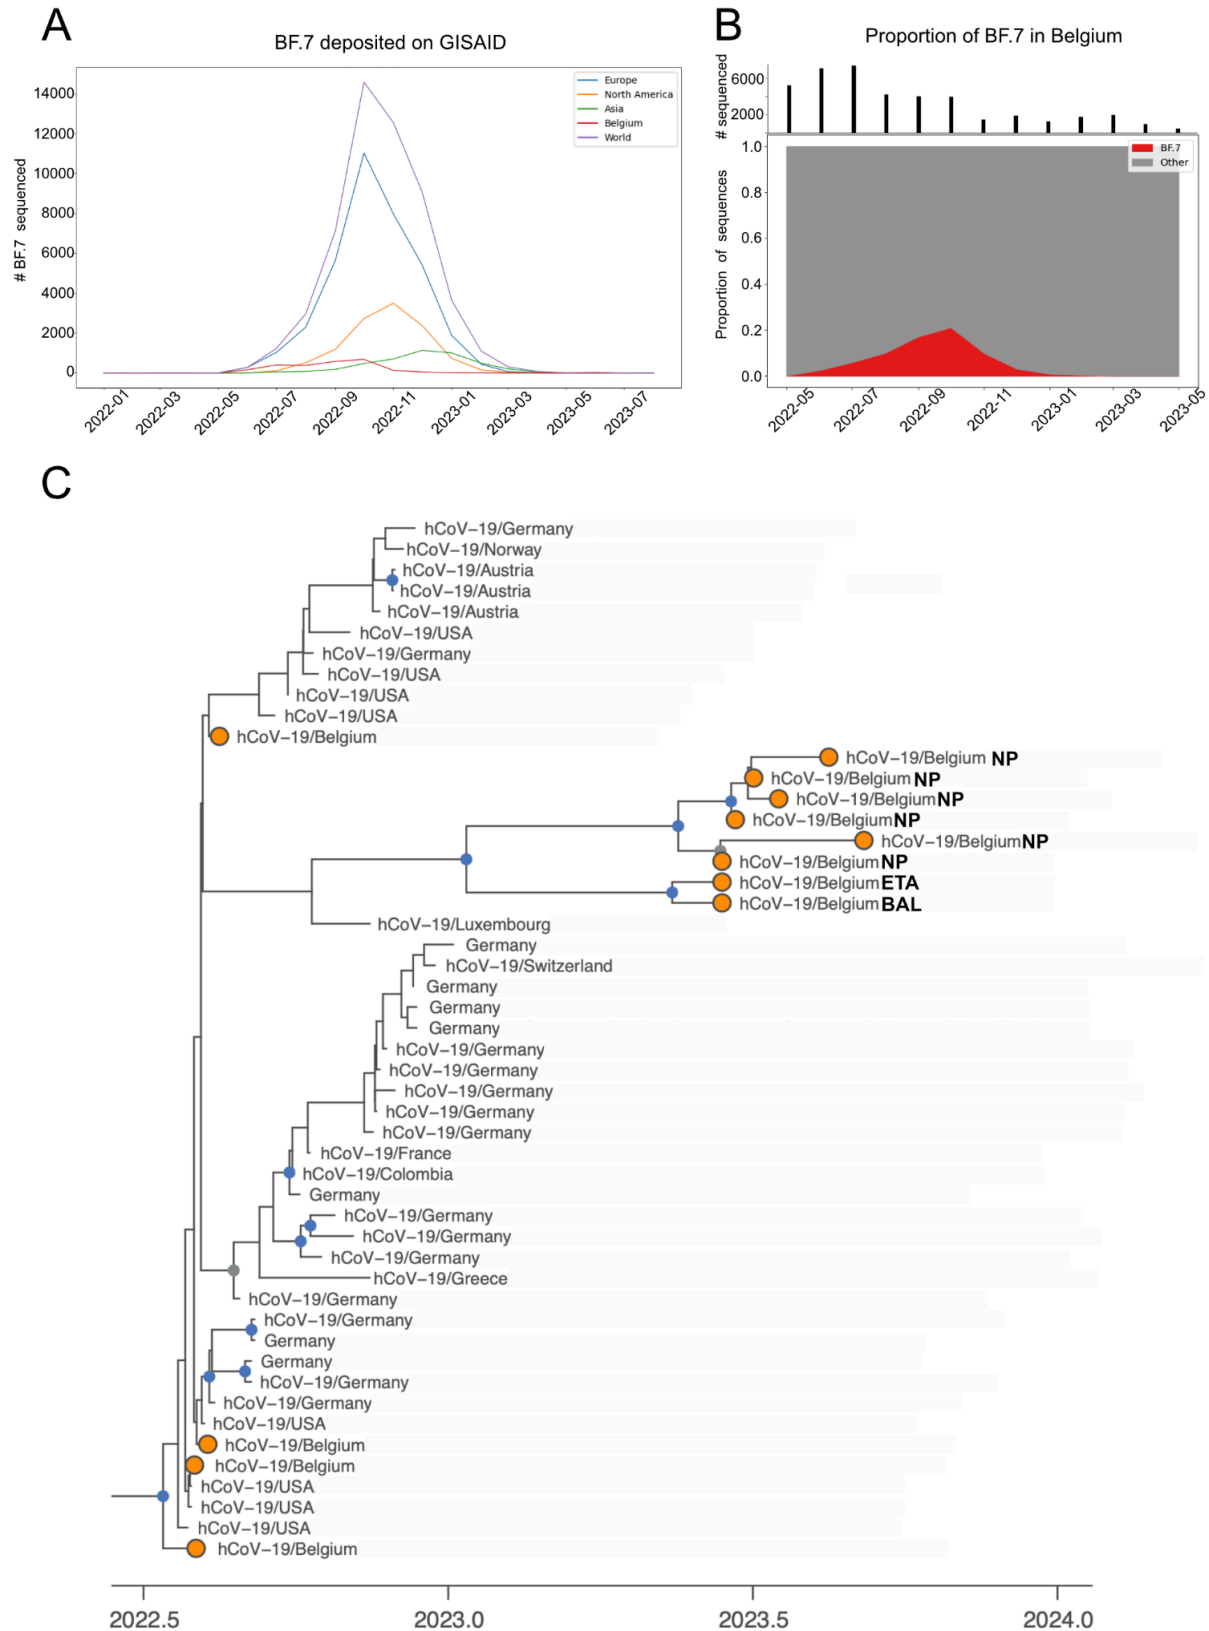 A
BF.7 deposited on GISAID
# BF.7 sequenced
14000
12000
10000
8000
6000
4000
2000
0
Europe
North America
Asia
Belgium
World
2022-01
2022-03
2022-05
2022-07
2022-09
2022-11
2023-01
2023-03
2023-05
2023-07
B
Proportion of BF.7 in Belgium
# sequenced
6000
2000
Proportion of sequences
1.0
0.8
0.6
0.4
0.2
0.0
BF.7
Other
2022-05
2022-07
2022-09
2022-11
2023-01
2023-03
2023-05
C
hCoV-19/Germany
hCoV-19/Norway
hCoV-19/Austria
hCoV-19/Austria
hCoV-19/Austria
hCoV-19/USA
hCoV-19/Germany
hCoV-19/USA
hCoV-19/USA
hCoV-19/USA
hCoV-19/Belgium
hCoV-19/Belgium NP
hCoV-19/Belgium NP
hCoV-19/Belgium NP
hCoV-19/Belgium NP
hCoV-19/Belgium NP
hCoV-19/Belgium NP
hCoV-19/Belgium ETA
hCoV-19/Belgium BAL
hCoV-19/Luxembourg
Germany
hCoV-19/Switzerland
Germany
Germany
Germany
hCoV-19/Germany
hCoV-19/Germany
hCoV-19/Germany
hCoV-19/Germany
hCoV-19/Germany
hCoV-19/France
hCoV-19/Colombia
Germany
hCoV-19/Germany
hCoV-19/Germany
hCoV-19/Germany
hCoV-19/Greece
hCoV-19/Germany
hCoV-19/Germany
Germany
Germany
hCoV-19/Germany
hCoV-19/Germany
hCoV-19/USA
hCoV-19/Belgium
hCoV-19/Belgium
hCoV-19/USA
hCoV-19/USA
hCoV-19/USA
hCoV-19/Belgium
2022.5
2023.0
2023.5
2024.0